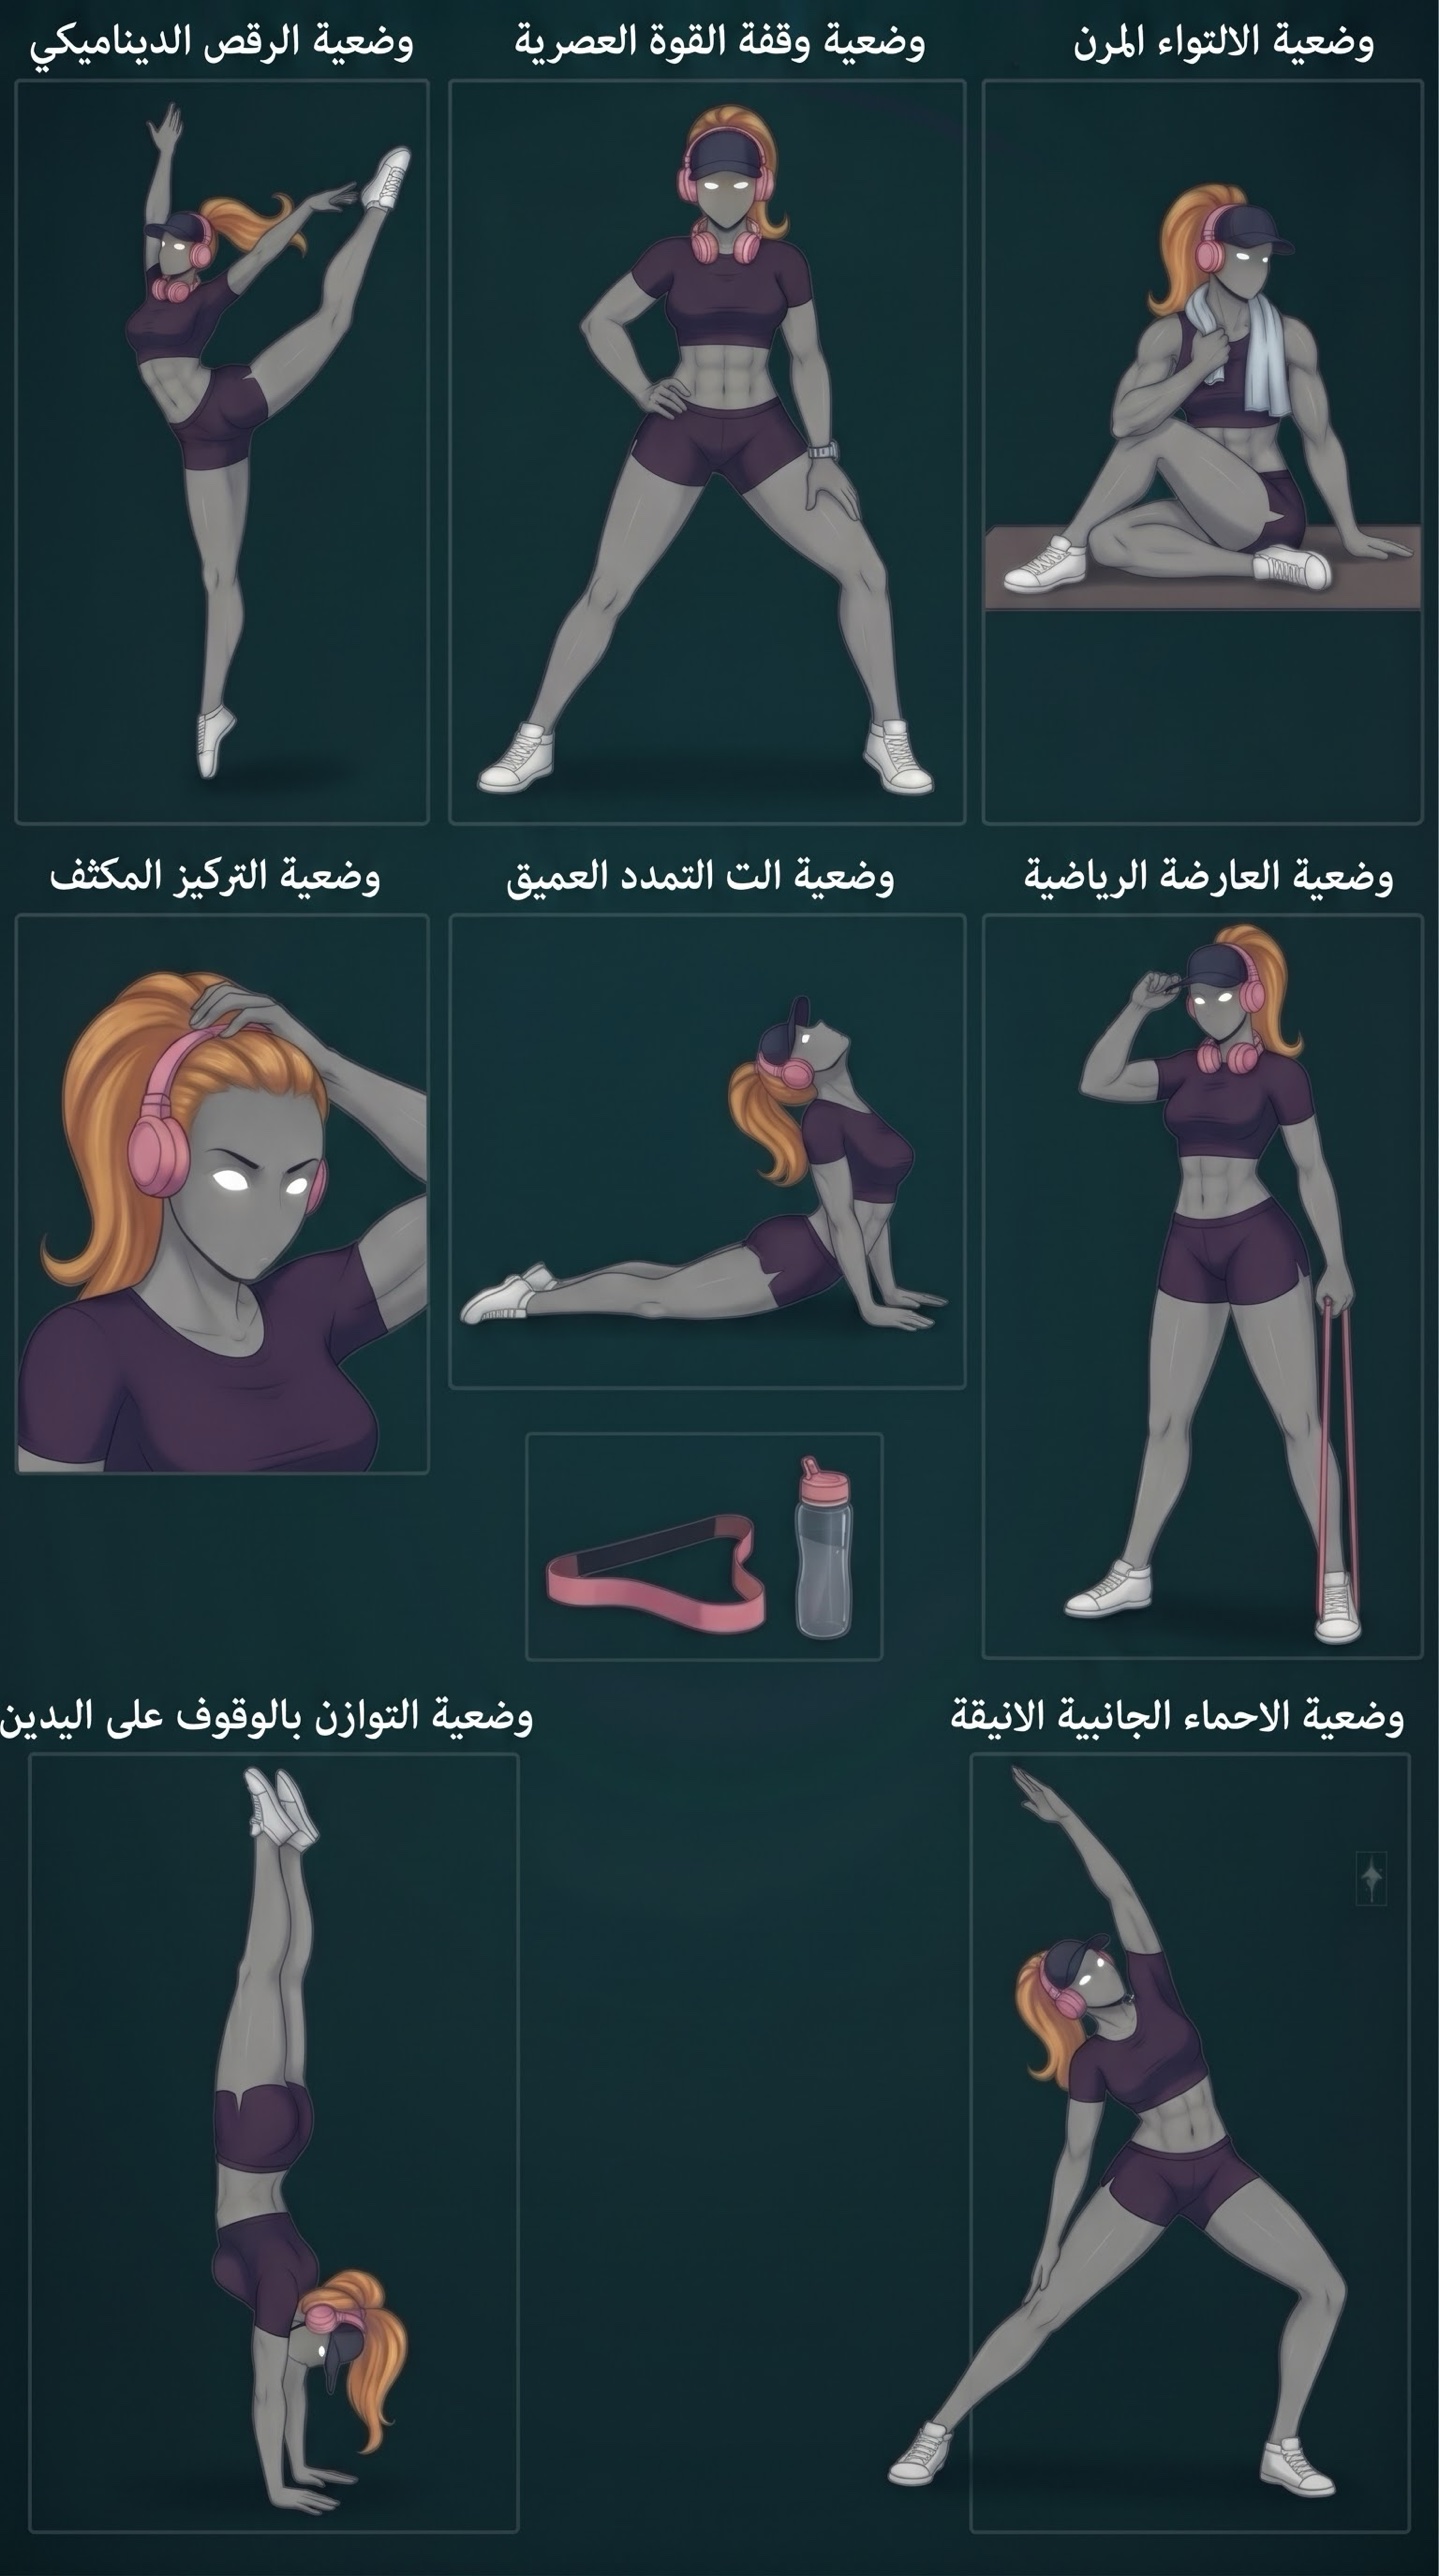 وضعية الالتواء المرن
وضعية وقفة القوة العصرية
وضعية الرقص الديناميكي
وضعية العارضة الرياضية
وضعية الت التمدد العميق
وضعية التركيز المكثف
وضعية الاحماء الجانبية الانيقة
وضعية التوازن بالوقوف على اليدين